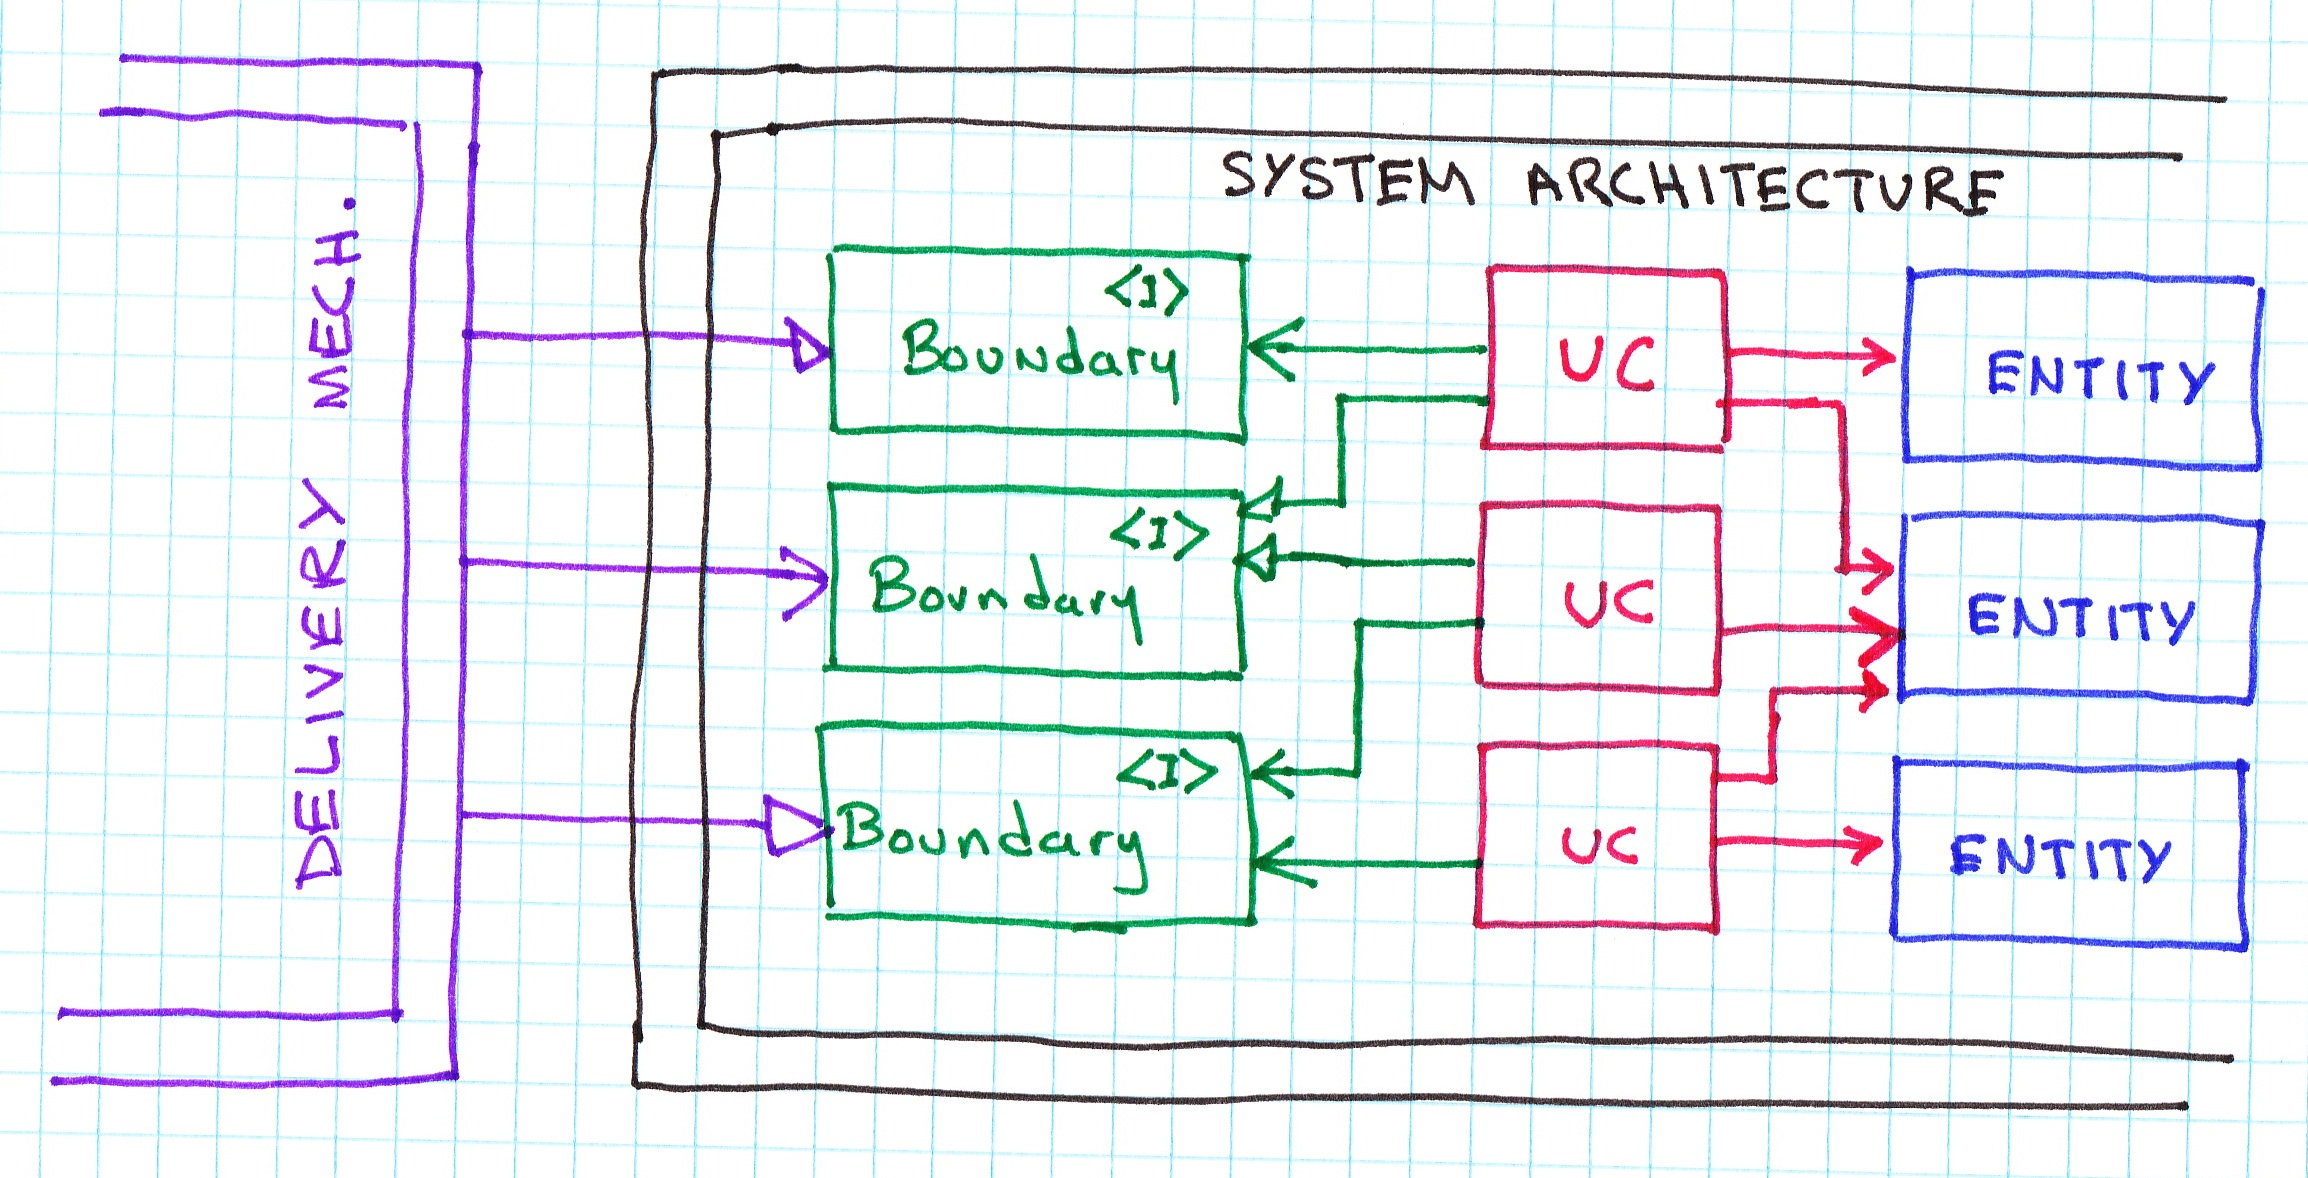 DELIVERY MECH.
SYSTEM ARCHITECTURE
<I>
Boundary
UC
ENTITY
<I>
Boundary
UC
ENTITY
<I>
Boundary
UC
ENTITY